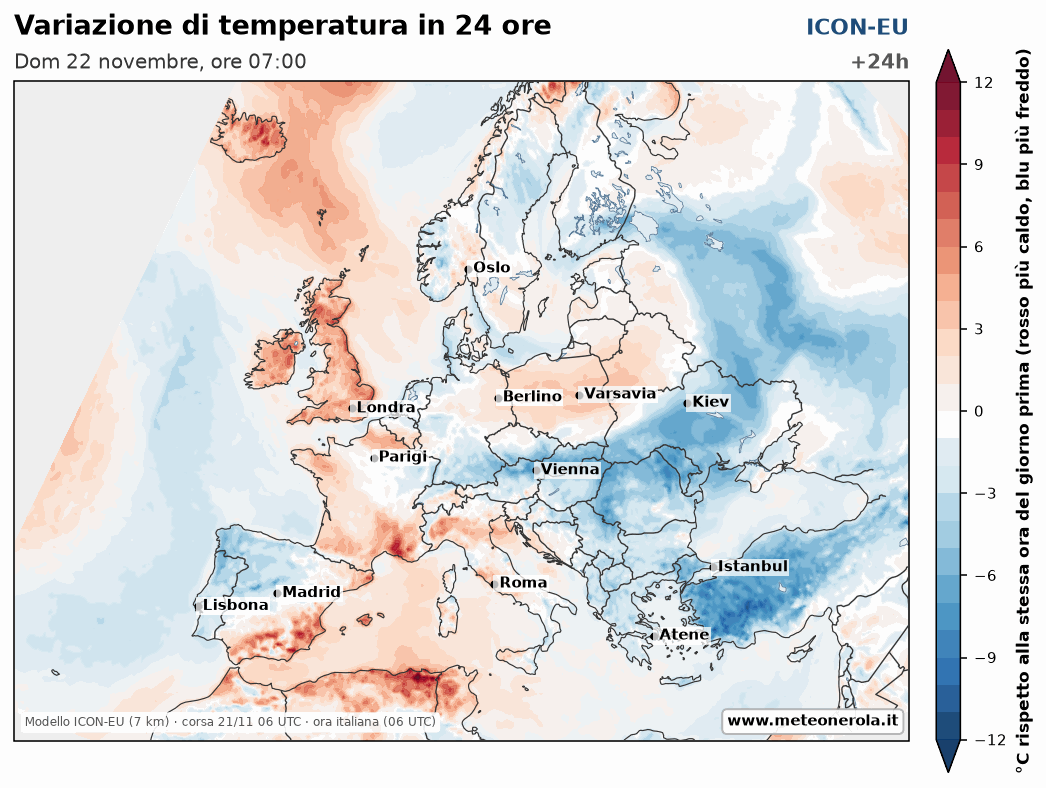 Variazione di temperatura in 24 ore
ICON-EU
Dom 22 novembre, ore 07:00
+24h
Oslo
Londra
Berlino
Varsavia
Kiev
Parigi
Vienna
Istanbul
Madrid
Roma
Lisbona
Atene
Modello ICON-EU (7 km) · corsa 21/11 06 UTC · ora italiana (06 UTC)
www.meteonerola.it
12
9
6
3
0
−3
−6
−9
−12
°C rispetto alla stessa ora del giorno prima (rosso più caldo, blu più freddo)